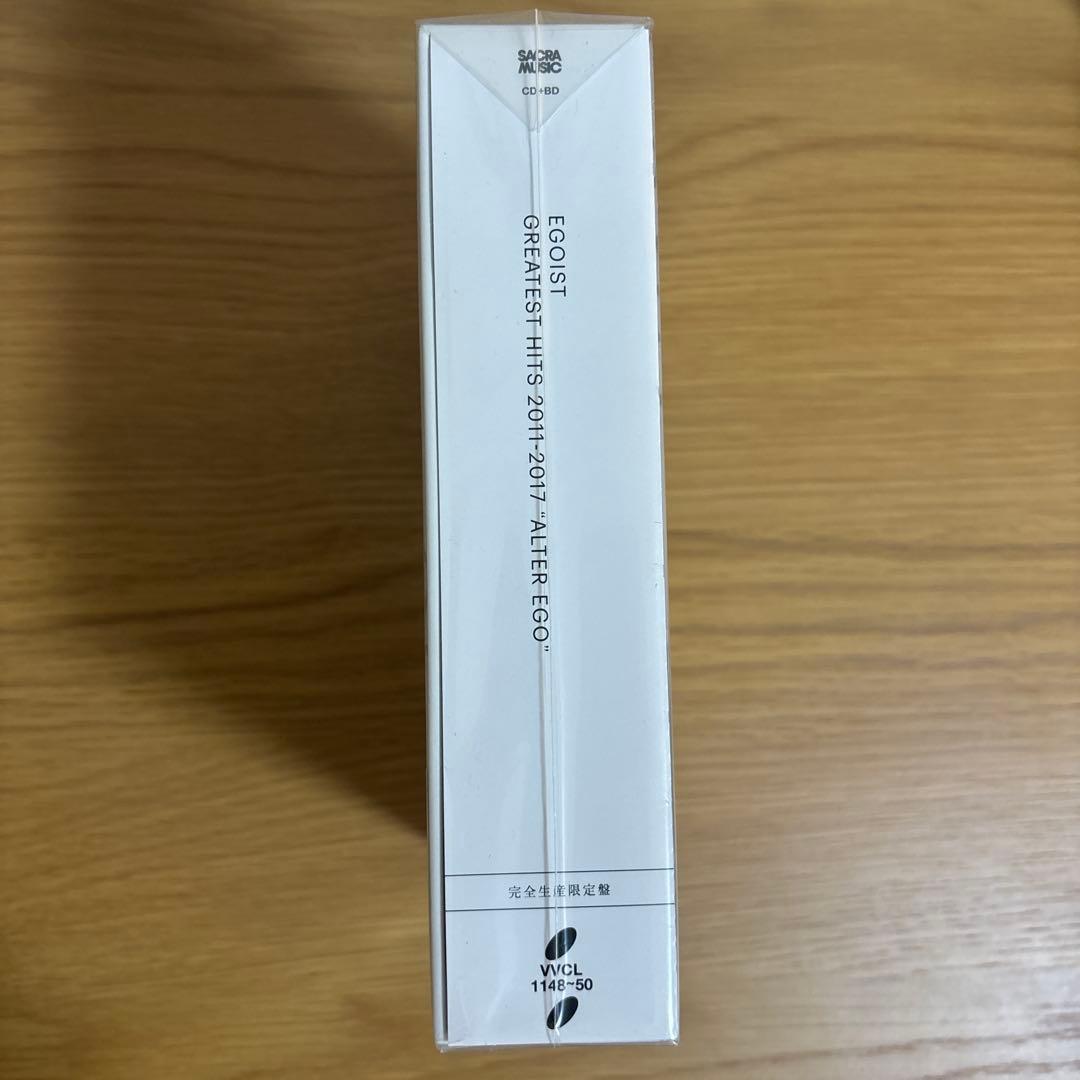 SACRA
MUSIC
CD+BD
EGOIST
GREATEST HITS 2011-2017 “ALTER EGO”
完全生産限定盤
VVCL
1148~50